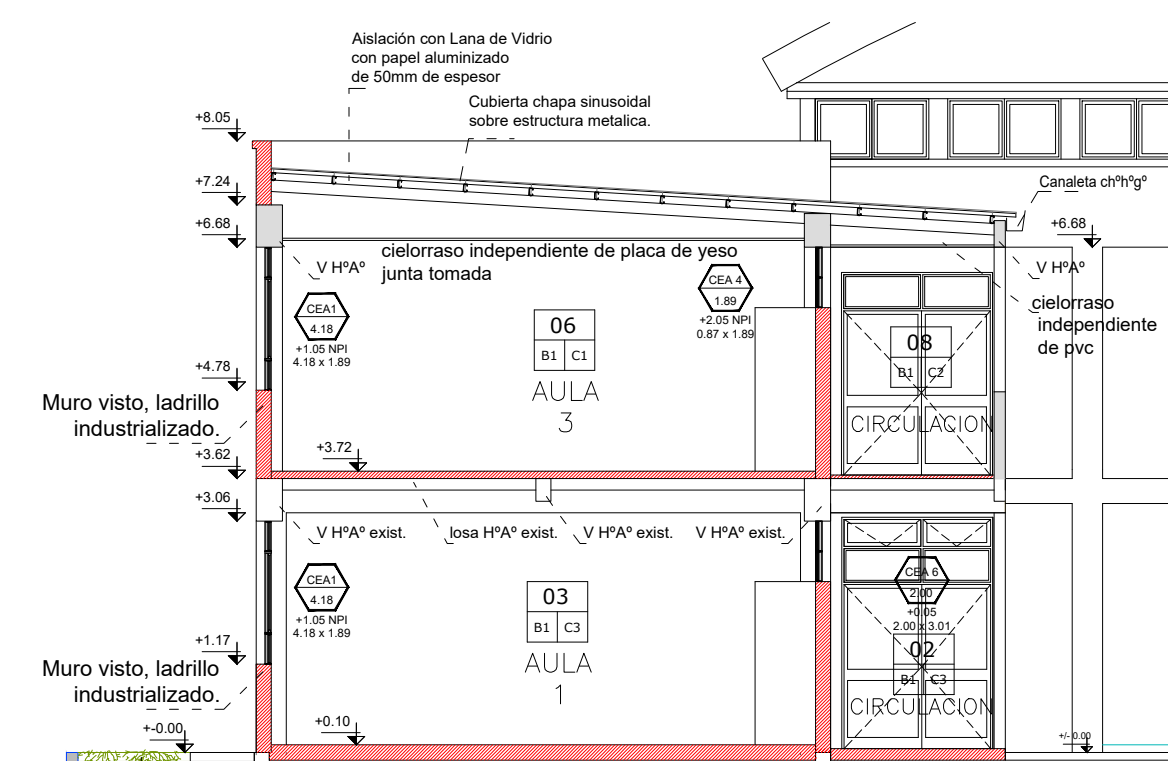 Aislación con Lana de Vidrio
con papel aluminizado
de 50mm de espesor
Cubierta chapa sinusoidal
sobre estructura metalica.
+8.05
+7.24
+6.68
Canaleta chºhºgº
+6.68
cielorraso independiente de placa de yeso
junta tomada
V HºAº
CEA1
4.18
+1.05 NPI
4.18 x 1.89
CEA 4
1.89
+2.05 NPI
0.87 x 1.89
V HºAº
cielorraso
independiente
de pvc
06
B1 C1
AULA
3
08
B1 C2
CIRCULACION
+4.78
Muro visto, ladrillo
industrializado.
+3.72
+3.62
+3.06
V HºAº exist.
losa HºAº exist.
V HºAº exist.
V HºAº exist.
CEA1
4.18
+1.05 NPI
4.18 x 1.89
03
B1 C3
AULA
1
CEA 6
2.00
+0.05
2.00 x 3.01
02
B1 C3
CIRCULACION
+1.17
Muro visto, ladrillo
industrializado.
+0.10
+-0.00
+/- 0.00